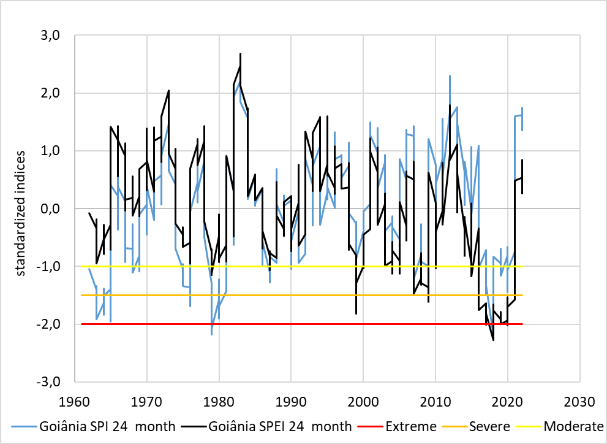 3,0
2,0
1,0
0,0
-1,0
-2,0
-3,0
standardized indices
1960 1970 1980 1990 2000 2010 2020 2030
Goiânia SPI 24 month Goiânia SPEI 24 month Extreme Severe Moderate